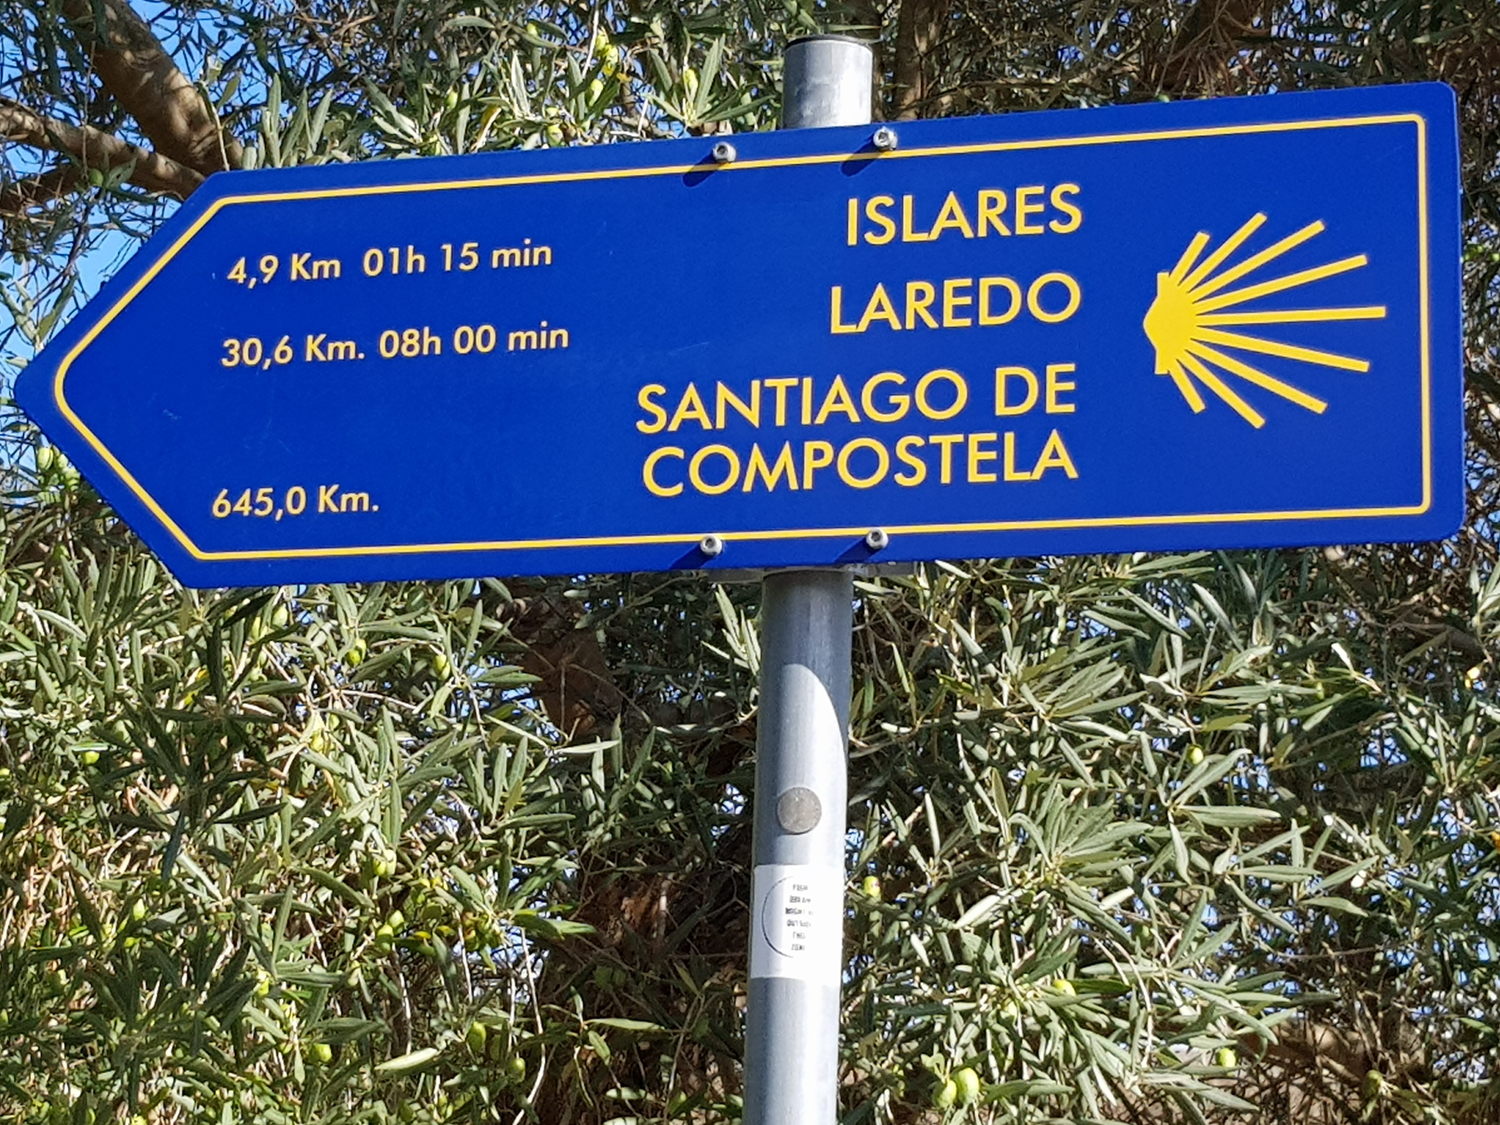 4,9 Km 01h 15 min ISLARES
30,6 Km. 08h 00 min LAREDO
SANTIAGO DE
645,0 Km. COMPOSTELA